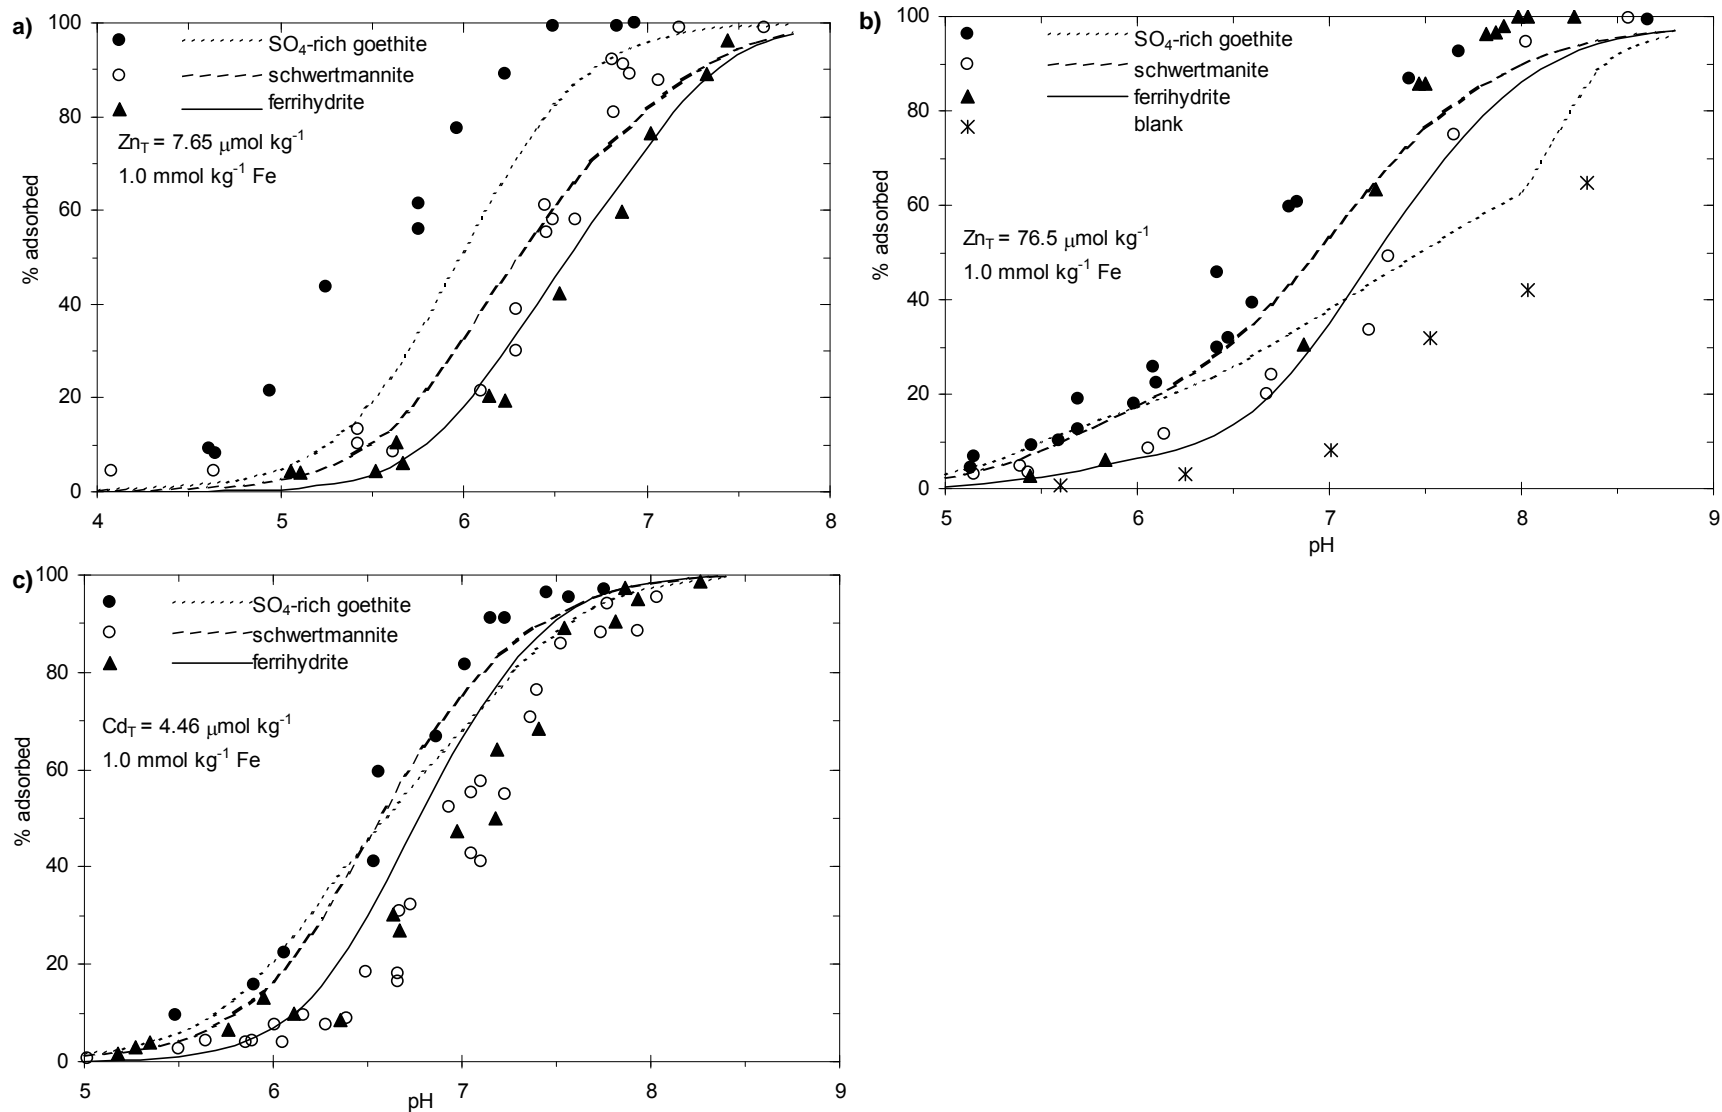 a)
100
80
60
40
20
0
% adsorbed
SO₄-rich goethite
schwertmannite
ferrihydrite
Zn_T = 7.65 μmol kg⁻¹
1.0 mmol kg⁻¹ Fe
4 5 6 7 8
b)
100
80
60
40
20
0
% adsorbed
SO₄-rich goethite
schwertmanite
ferrihydrite
blank
Zn_T = 76.5 μmol kg⁻¹
1.0 mmol kg⁻¹ Fe
5 6 7 8 9
pH
c)
100
80
60
40
20
0
% adsorbed
SO₄-rich goethite
schwertmannite
ferrihydrite
Cd_T = 4.46 μmol kg⁻¹
1.0 mmol kg⁻¹ Fe
5 6 7 8 9
pH